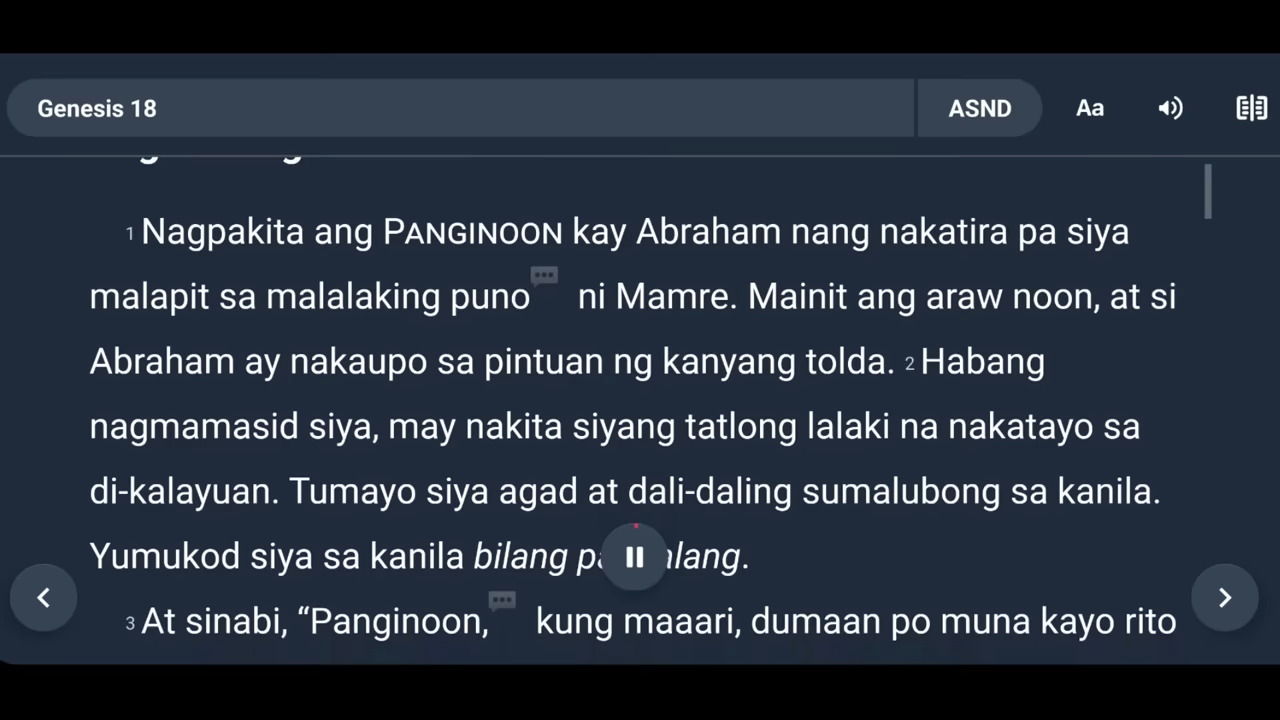 Genesis 18
ASND
Aa
1 Nagpakita ang PANGINOON kay Abraham nang nakatira pa siya
malapit sa malalaking puno ni Mamre. Mainit ang araw noon, at si
Abraham ay nakaupo sa pintuan ng kanyang tolda. 2 Habang
nagmamasid siya, may nakita siyang tatlong lalaki na nakatayo sa
di-kalayuan. Tumayo siya agad at dali-daling sumalubong sa kanila.
Yumukod siya sa kanila bilang
3 At sinabi, “Panginoon, kung maaari, dumaan po muna kayo rito